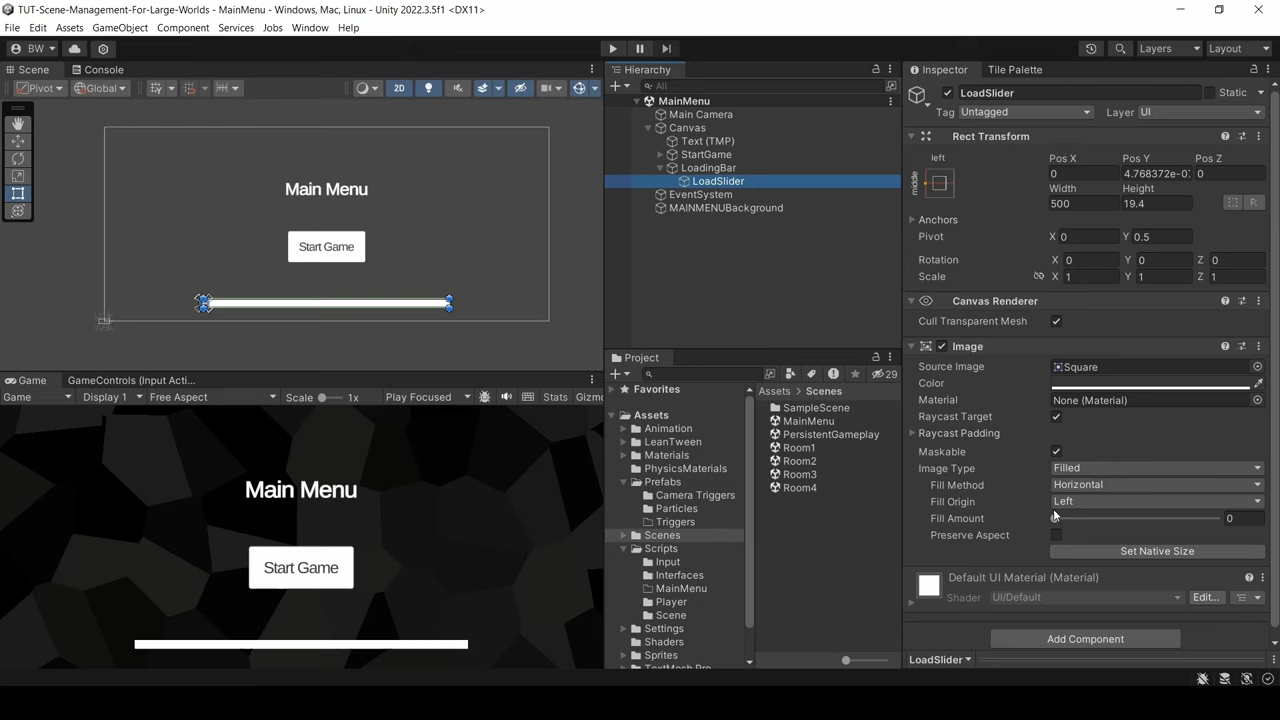 TUT-Scene-Management-For-Large-Worlds - MainMenu - Windows, Mac, Linux - Unity 2022.3.5f1 <DX11>
File Edit Assets GameObject Component Services Jobs Window Help
BW Layers Layout
Scene Console
Pivot Global 2D
Main Menu
Start Game
Game GameControls (Input Acti...
Game Display 1 Free Aspect Scale 1x Play Focused Stats Gizmo
Main Menu
Start Game
Hierarchy
All
MainMenu
Main Camera
Canvas
Text (TMP)
StartGame
LoadingBar
LoadSlider
EventSystem
MAINMENUBackground
Project
29
Favorites
Assets
Animation
LeanTween
Materials
PhysicsMaterials
Prefabs
Camera Triggers
Particles
Triggers
Scenes
Scripts
Input
Interfaces
MainMenu
Player
Scene
Settings
Shaders
Sprites
TextMesh Pro
Assets Scenes
SampleScene
MainMenu
PersistentGameplay
Room1
Room2
Room3
Room4
Inspector Tile Palette
LoadSlider Static
Tag Untagged Layer UI
Rect Transform
left
middle
Pos X Pos Y Pos Z
0 4.768372e-0 0
Width Height
500 19.4
R
Anchors
Pivot X 0 Y 0.5
Rotation X 0 Y 0 Z 0
Scale X 1 Y 1 Z 1
Canvas Renderer
Cull Transparent Mesh
Image
Source Image Square
Color
Material None (Material)
Raycast Target
Raycast Padding
Maskable
Image Type Filled
Fill Method Horizontal
Fill Origin Left
Fill Amount 0
Preserve Aspect
Set Native Size
Default UI Material (Material)
Shader UI/Default Edit...
Add Component
LoadSlider